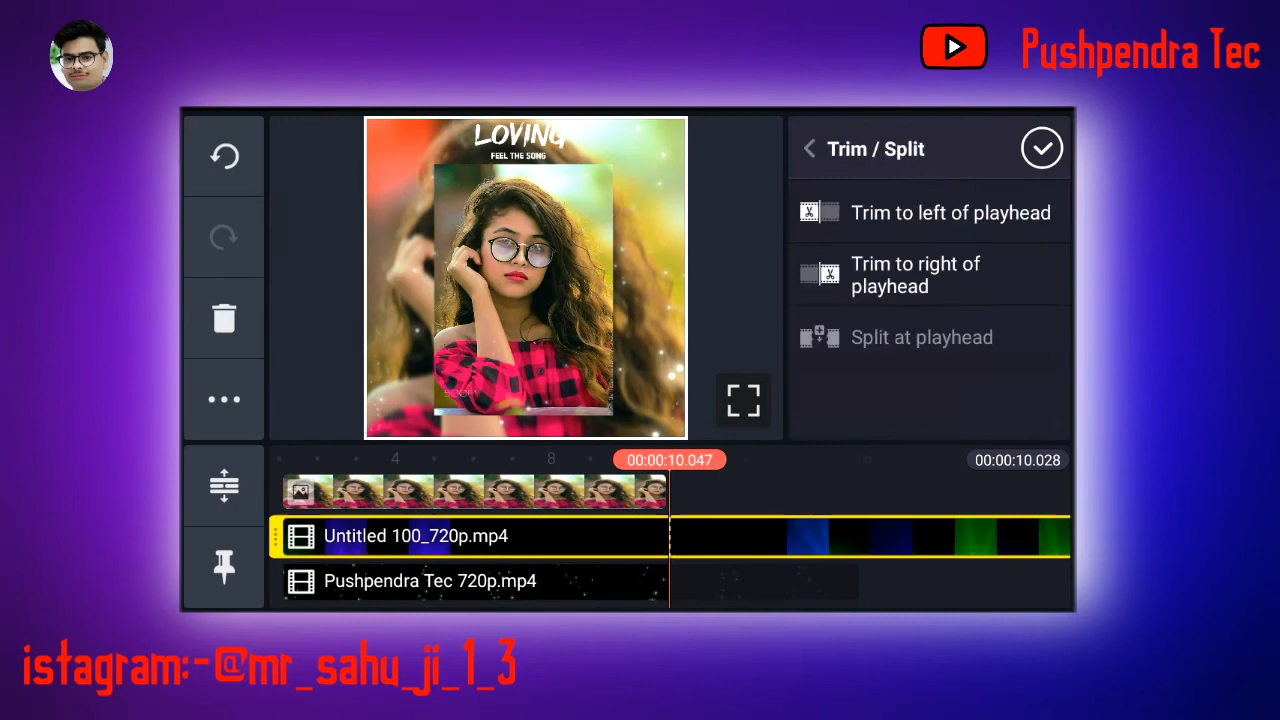 Pushpendra Tec
LOVING
FEEL THE SONG
Trim / Split
Trim to left of playhead
Trim to right of
playhead
Split at playhead
4
8
00:00:10.047
00:00:10.028
Untitled 100_720p.mp4
Pushpendra Tec 720p.mp4
istagram:-@mr_sahu_ji_1_3